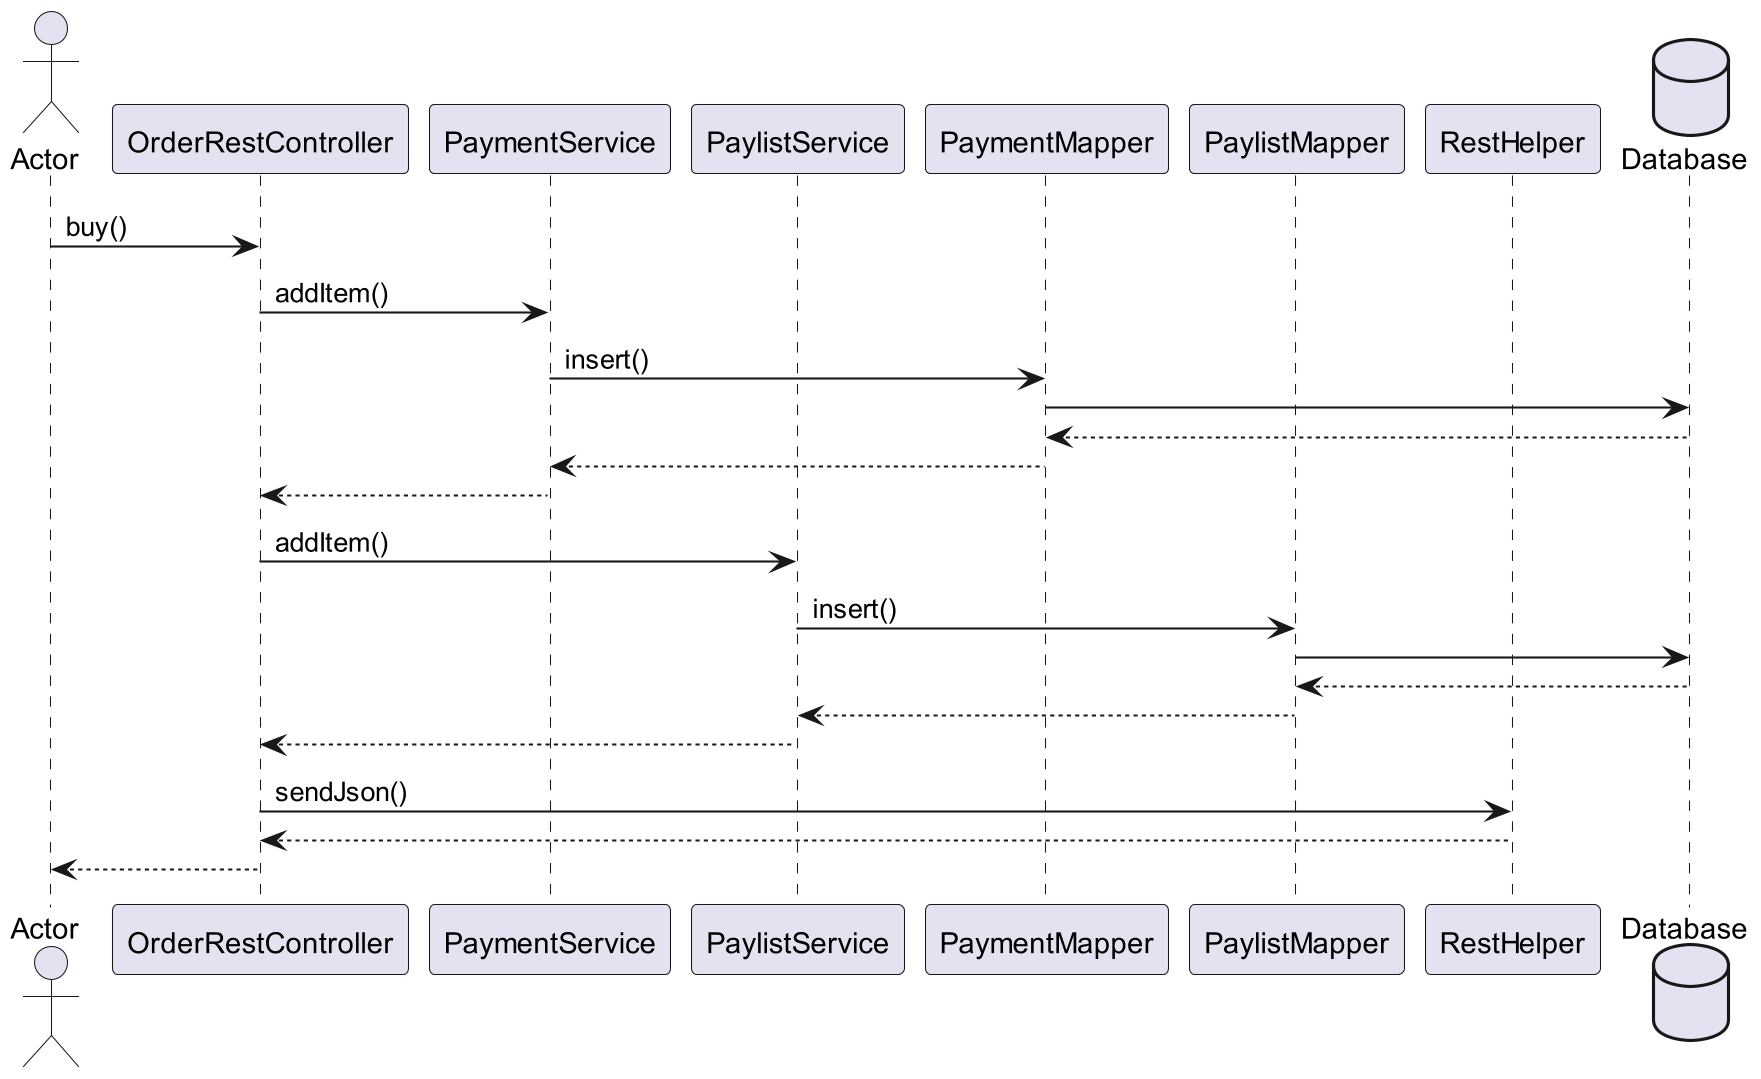 Actor
OrderRestController
PaymentService
PaylistService
PaymentMapper
PaylistMapper
RestHelper
Database
buy()
addItem()
insert()
addItem()
insert()
sendJson()
Actor
OrderRestController
PaymentService
PaylistService
PaymentMapper
PaylistMapper
RestHelper
Database